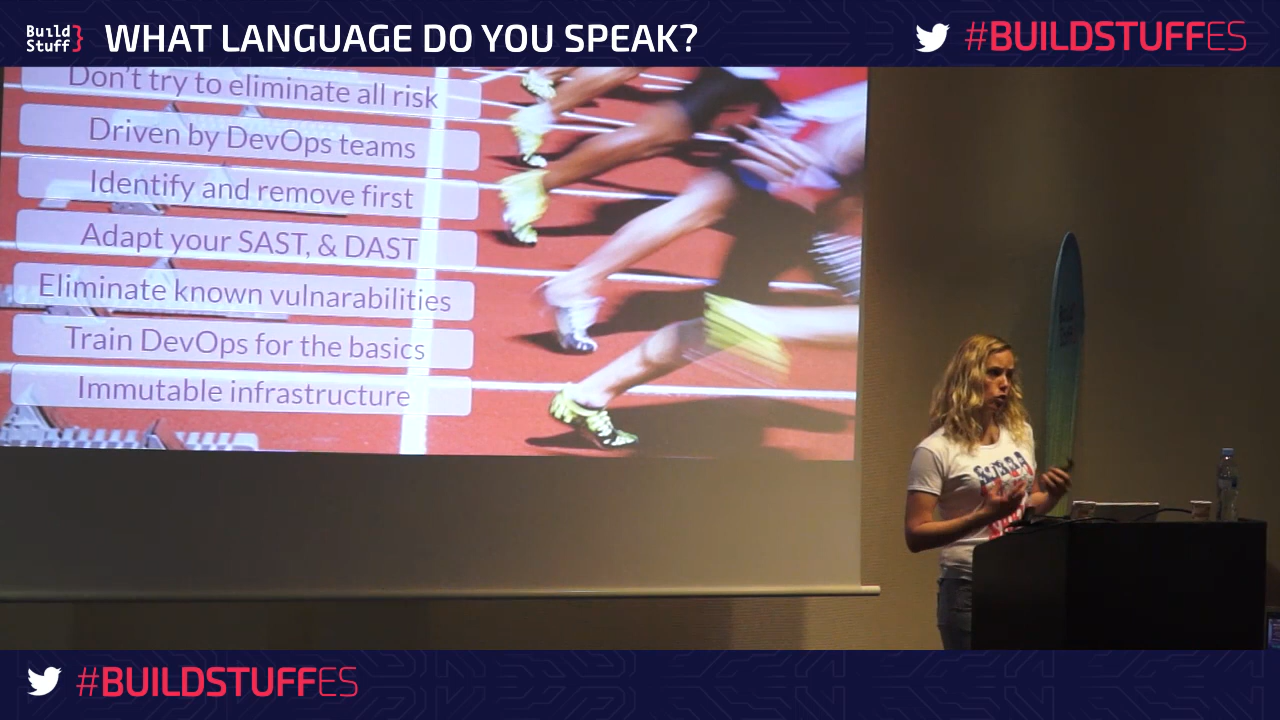 Build
Stuff}
WHAT LANGUAGE DO YOU SPEAK?
#BUILDSTUFFES
Don't try to eliminate all risk
Driven by DevOps teams
Identify and remove first
Adapt your SAST, & DAST
Eliminate known vulnarabilities
Train DevOps for the basics
Immutable infrastructure
#BUILDSTUFFES